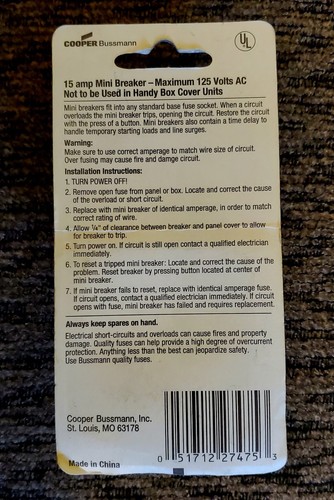 COOPER Bussmann
UL
15 amp Mini Breaker – Maximum 125 Volts AC
Not to be Used in Handy Box Cover Units
Mini breakers fit into any standard base fuse socket. When a circuit
overloads the mini breaker trips, opening the circuit. Restore the circuit
with the press of a button. Mini breakers also contain a time delay to
handle temporary starting loads and line surges.
Warning:
Make sure to use correct amperage to match wire size of circuit.
Over fusing may cause fire and damge circuit.
Installation Instructions:
1. TURN POWER OFF!
2. Remove open fuse from panel or box. Locate and correct the cause
of the overload or short circuit.
3. Replace with mini breaker of identical amperage, in order to match
correct rating of wire.
4. Allow ¼" of clearance between breaker and panel cover to allow
for breaker to trip.
5. Turn power on. If circuit is still open contact a qualified electrician
immediately.
6. To reset a tripped mini breaker: Locate and correct the cause of the
problem. Reset breaker by pressing button located at center of
mini breaker.
7. If mini breaker fails to reset, replace with identical amperage fuse.
If circuit opens, contact a qualified electrician immediately. If circuit
opens with fuse, mini breaker has failed and requires replacement.
Always keep spares on hand.
Electrical short-circuits and overloads can cause fires and property
damage. Quality fuses can help provide a high degree of overcurrent
protection. Anything less than the best can jeopardize safety.
Use Bussmann quality fuses.
Cooper Bussmann, Inc.
St. Louis, MO 63178
0 51712 27475 3
Made in China